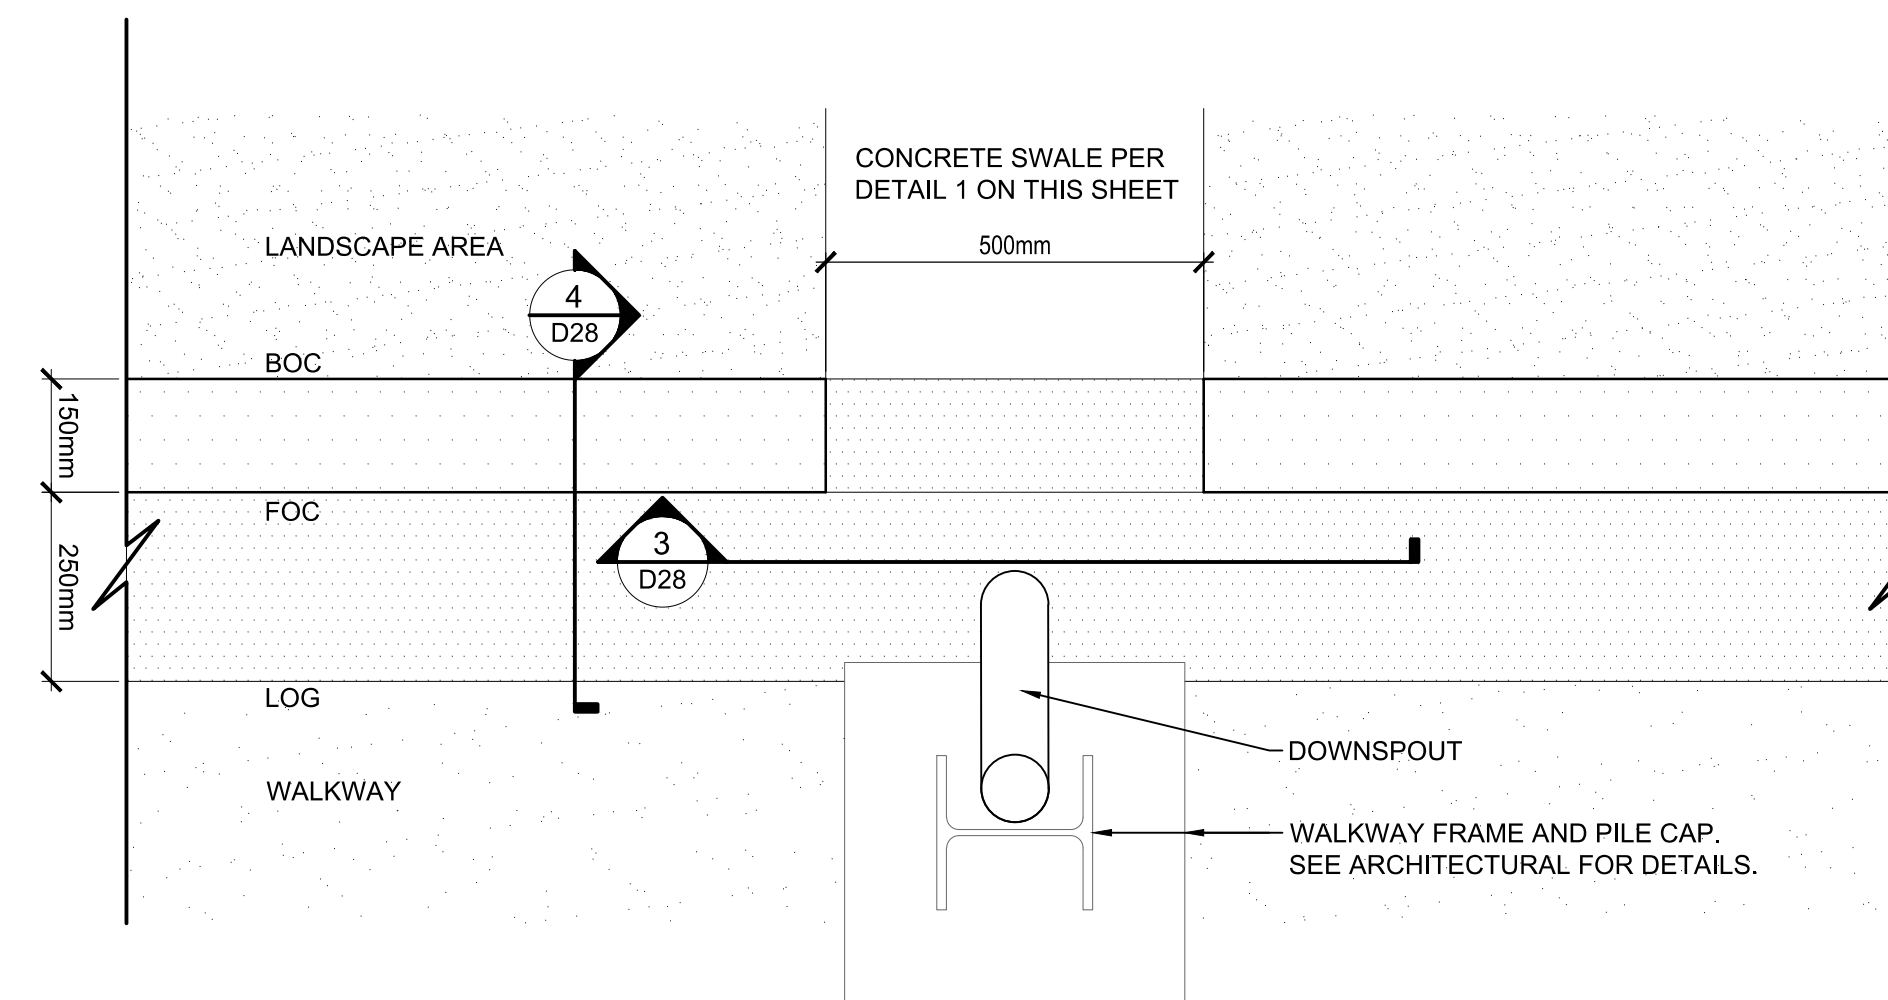 CONCRETE SWALE PER
DETAIL 1 ON THIS SHEET
500mm
LANDSCAPE AREA
4
D28
BOC
150mm
FOC
3
D28
250mm
LOG
DOWNSPOUT
WALKWAY
WALKWAY FRAME AND PILE CAP.
SEE ARCHITECTURAL FOR DETAILS.